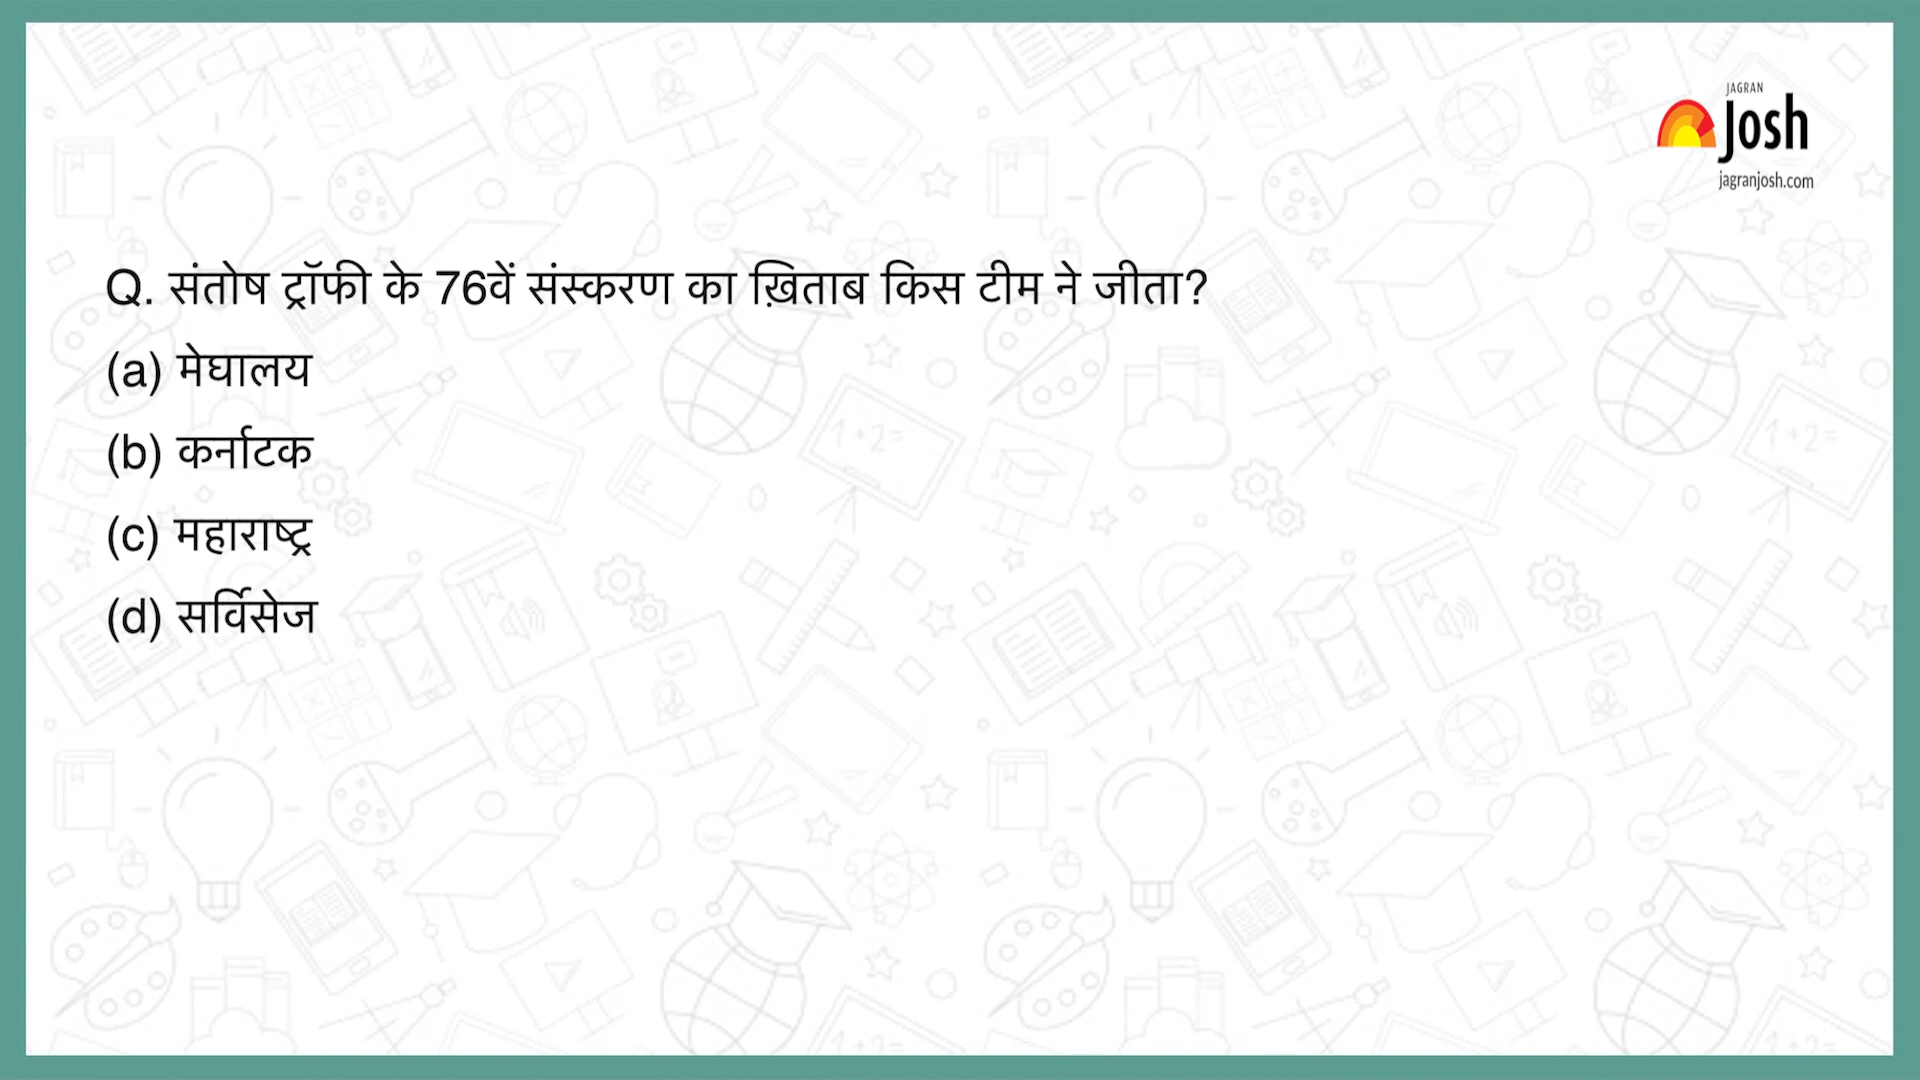 JAGRAN
Josh
jagranjosh.com
Q. संतोष ट्रॉफी के 76वें संस्करण का ख़िताब किस टीम ने जीता?
(a) मेघालय
(b) कर्नाटक
(c) महाराष्ट्र
(d) सर्विसेज